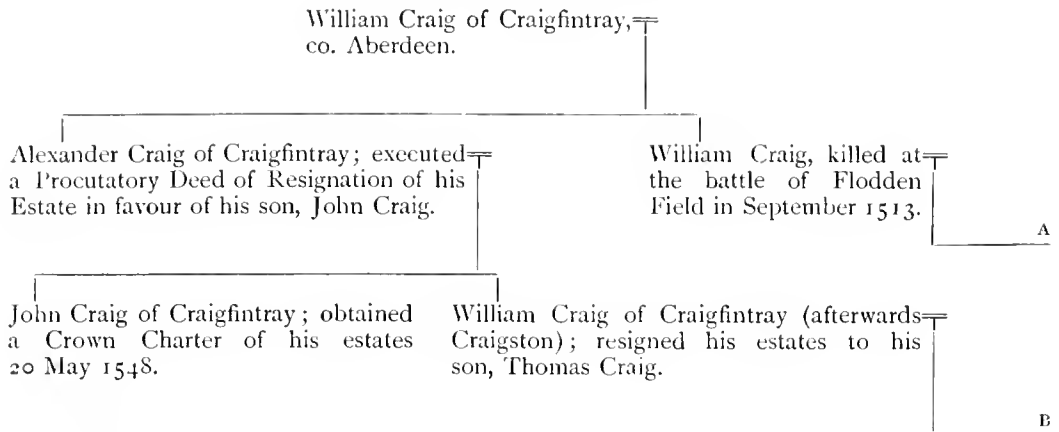 William Craig of Craigfintray,
co. Aberdeen.
Alexander Craig of Craigfintray; executed
a Procutatory Deed of Resignation of his
Estate in favour of his son, John Craig.
William Craig, killed at
the battle of Flodden
Field in September 1513.
A
John Craig of Craigfintray; obtained
a Crown Charter of his estates
20 May 1548.
William Craig of Craigfintray (afterwards
Craigston); resigned his estates to his
son, Thomas Craig.
B